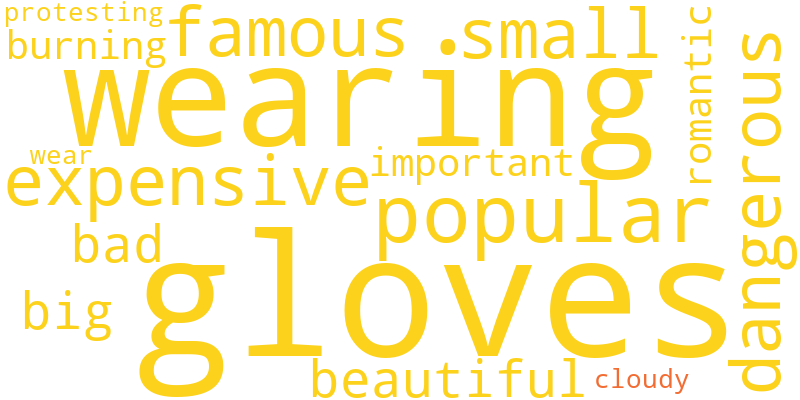 protesting
famous
small
burning
wearing
romantic
dangerous
wear
important
expensive
popular
bad
gloves
big
beautiful
cloudy